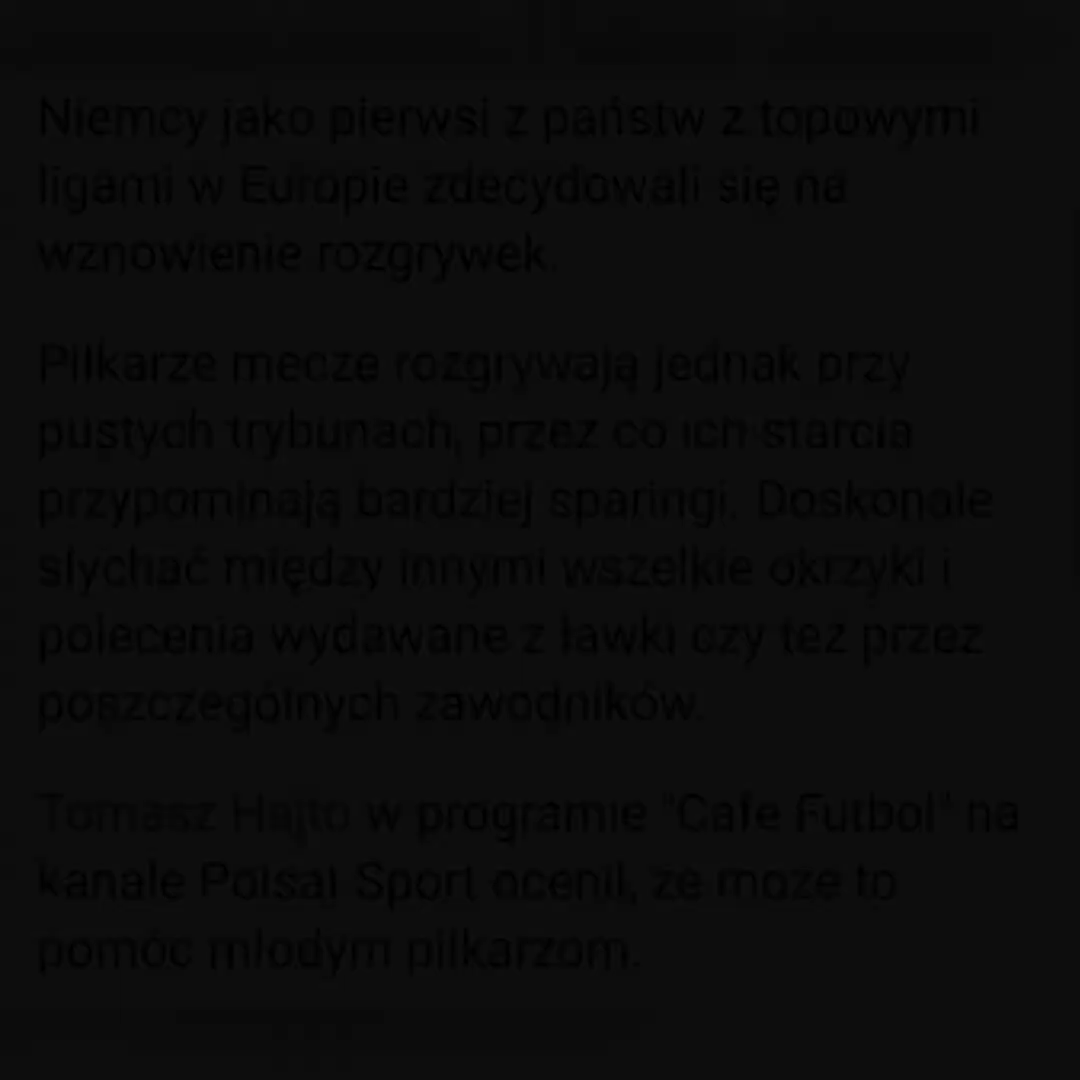 Niemcy jako pierwsi z państw z topowymi
ligami w Europie zdecydowali się na
wznowienie rozgrywek.
Piłkarze mecze rozgrywają jednak przy
pustych trybunach, przez co ich starcia
przypominają bardziej sparingi. Doskonale
słychać między innymi wszelkie okrzyki i
polecenia wydawane z ławki czy też przez
poszczególnych zawodników.
Tomasz Hajto w programie "Cafe Futbol" na
kanale Polsat Sport ocenił, że może to
pomóc młodym piłkarzom.